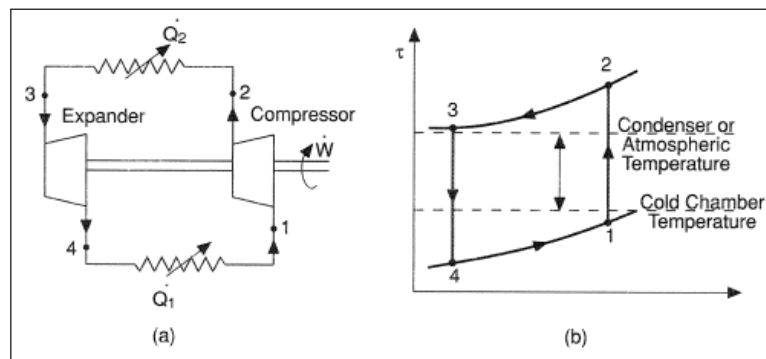 Q̇2
3
2
Expander
Compressor
Ẇ
4
1
Q̇1
(a)
τ
2
3
Condenser or
Atmospheric
Temperature
Cold Chamber
Temperature
1
4
(b)